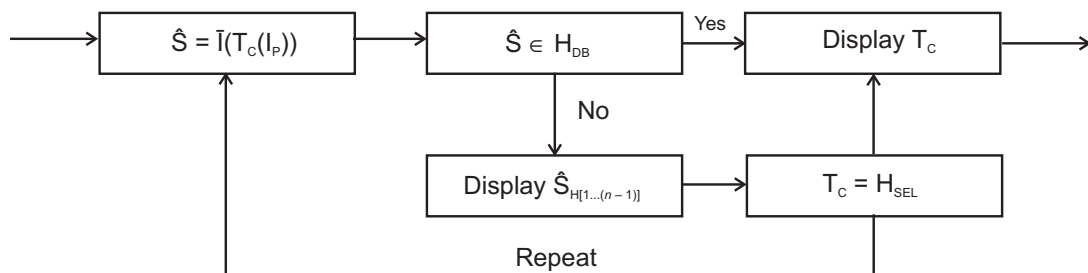 Ŝ = Ī(T_C(I_P))
Ŝ ∈ H_DB
Yes
Display T_C
No
Display Ŝ_H[1...(n – 1)]
T_C = H_SEL
Repeat